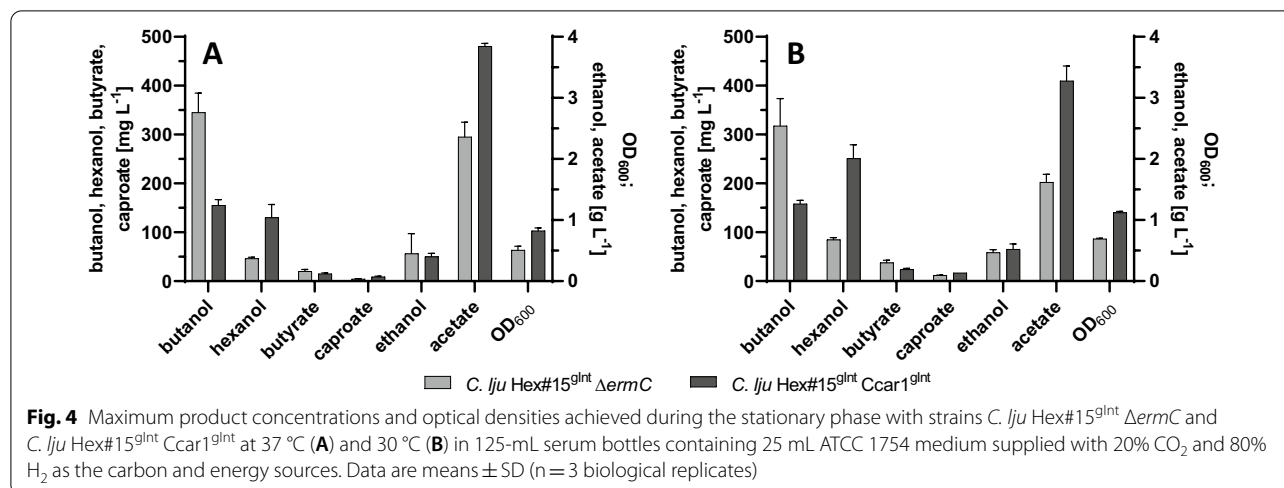 A
butanol, hexanol, butyrate,
caproate [mg L⁻¹]
500
400
300
200
100
0
4
3
2
1
0
OD₆₀₀;
ethanol, acetate [g L⁻¹]
butanol
hexanol
butyrate
caproate
ethanol
acetate
OD₆₀₀
B
butanol, hexanol, butyrate,
caproate [mg L⁻¹]
500
400
300
200
100
0
4
3
2
1
0
OD₆₀₀;
ethanol, acetate [g L⁻¹]
butanol
hexanol
butyrate
caproate
ethanol
acetate
OD₆₀₀
C. lju Hex#15ᵍᴵⁿᵗ ΔermC
C. lju Hex#15ᵍᴵⁿᵗ Ccar1ᵍᴵⁿᵗ
Fig. 4 Maximum product concentrations and optical densities achieved during the stationary phase with strains C. lju Hex#15ᵍᴵⁿᵗ ΔermC and
C. lju Hex#15ᵍᴵⁿᵗ Ccar1ᵍᴵⁿᵗ at 37 °C (A) and 30 °C (B) in 125-mL serum bottles containing 25 mL ATCC 1754 medium supplied with 20% CO₂ and 80%
H₂ as the carbon and energy sources. Data are means ± SD (n = 3 biological replicates)